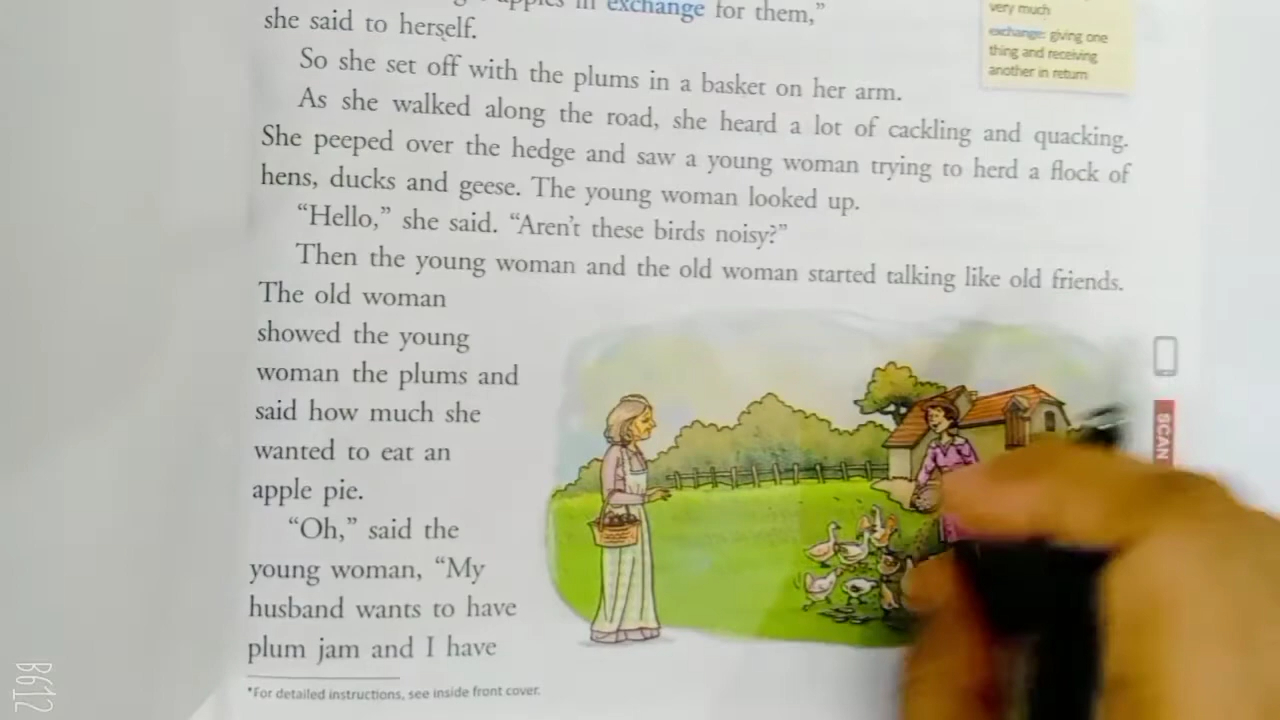 apples in exchange for them,”
she said to herself.
So she set off with the plums in a basket on her arm.
As she walked along the road, she heard a lot of cackling and quacking.
She peeped over the hedge and saw a young woman trying to herd a flock of
hens, ducks and geese. The young woman looked up.
“Hello,” she said. “Aren’t these birds noisy?”
Then the young woman and the old woman started talking like old friends.
The old woman
showed the young
woman the plums and
said how much she
wanted to eat an
apple pie.
“Oh,” said the
young woman, “My
husband wants to have
plum jam and I have
*For detailed instructions, see inside front cover.
very much
exchange: giving one
thing and receiving
another in return
SCAN
B612